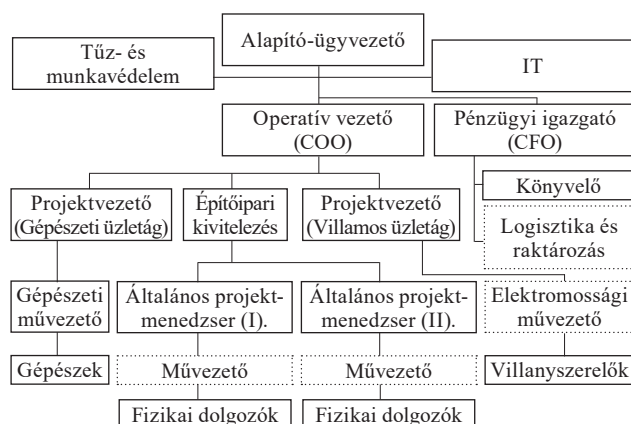 Alapító-ügyvezető
Tűz- és
munkavédelem
IT
Operatív vezető
(COO)
Pénzügyi igazgató
(CFO)
Könyvelő
Logisztika és
raktározás
Projektvezető
(Gépészeti üzletág)
Építőipari
kivitelezés
Projektvezető
(Villamos üzletág)
Gépészeti
művezető
Általános projekt-
menedzser (I).
Általános projekt-
menedzser (II).
Elektromossági
művezető
Gépészek
Művezető
Művezető
Villanyszerelők
Fizikai dolgozók
Fizikai dolgozók